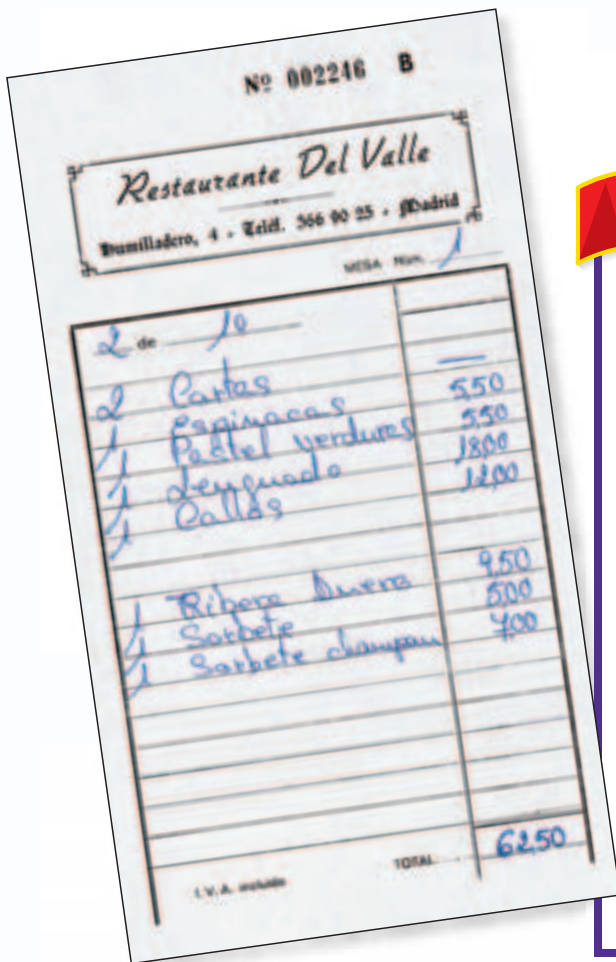 Nº 002246 B
Restaurante Del Valle
Humilladero, 4 - Teléf. 366 90 25 - Madrid
MESA Núm. 1
2 de 10
2 Cartas —
1 espinacas 5,50
1 Pastel verduras 5,50
1 Lenguado 18,00
1 Callos 12,00
1 Ribera Duero 9,50
1 Sorbete 5,00
1 Sorbete champan 7,00
I.V.A. incluido TOTAL 62,50